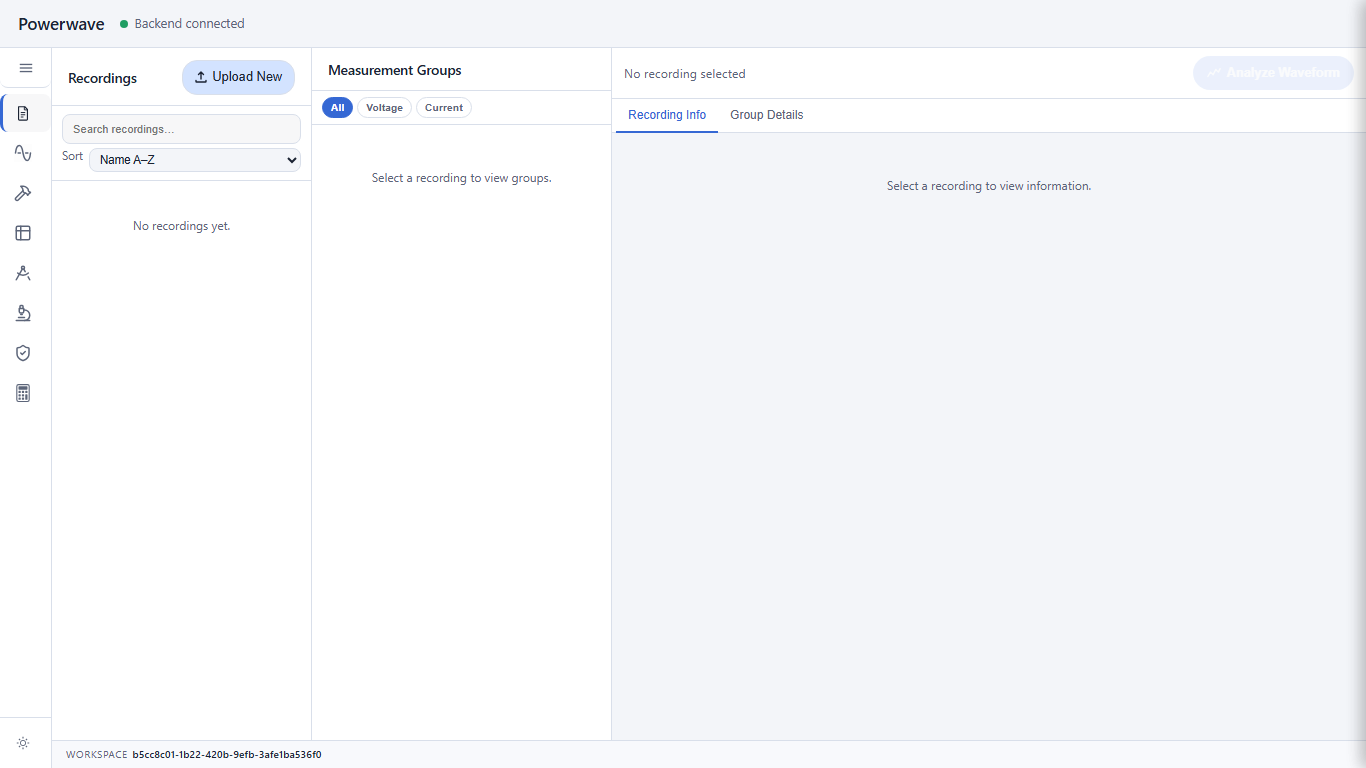 Powerwave
Backend connected
Recordings
Upload New
Search recordings...
Sort
Name A–Z
No recordings yet.
Measurement Groups
All
Voltage
Current
Select a recording to view groups.
No recording selected
Analyze Waveform
Recording Info
Group Details
Select a recording to view information.
WORKSPACE b5cc8c01-1b22-420b-9efb-3afe1ba536f0